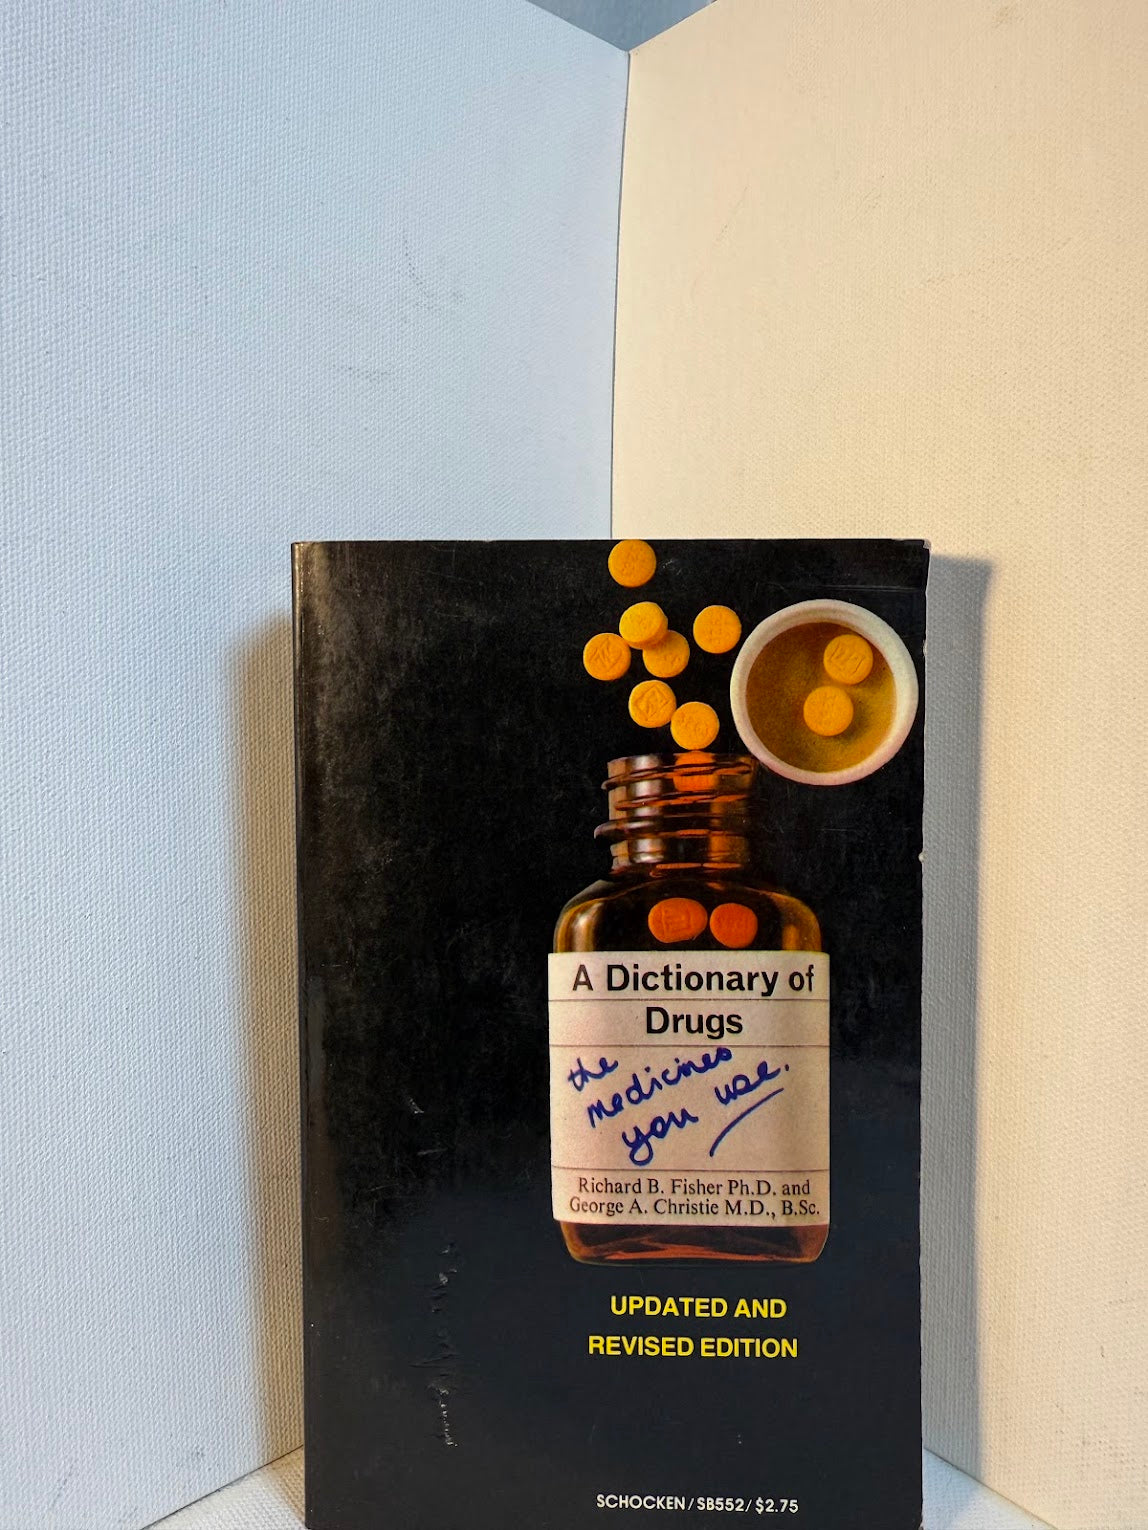 A Dictionary of
Drugs
the
medicines
you use.
Richard B. Fisher Ph.D. and
George A. Christie M.D., B.Sc.
UPDATED AND
REVISED EDITION
SCHOCKEN/SB552/$2.75